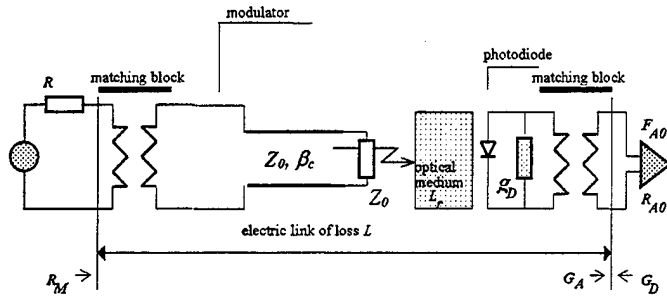 modulator
photodiode
R
matching block
matching block
F_A0
Z_0, β_c
Z_0
optical
medium
L_r
g_D
R_A0
electric link of loss L
R_M
G_A
G_D